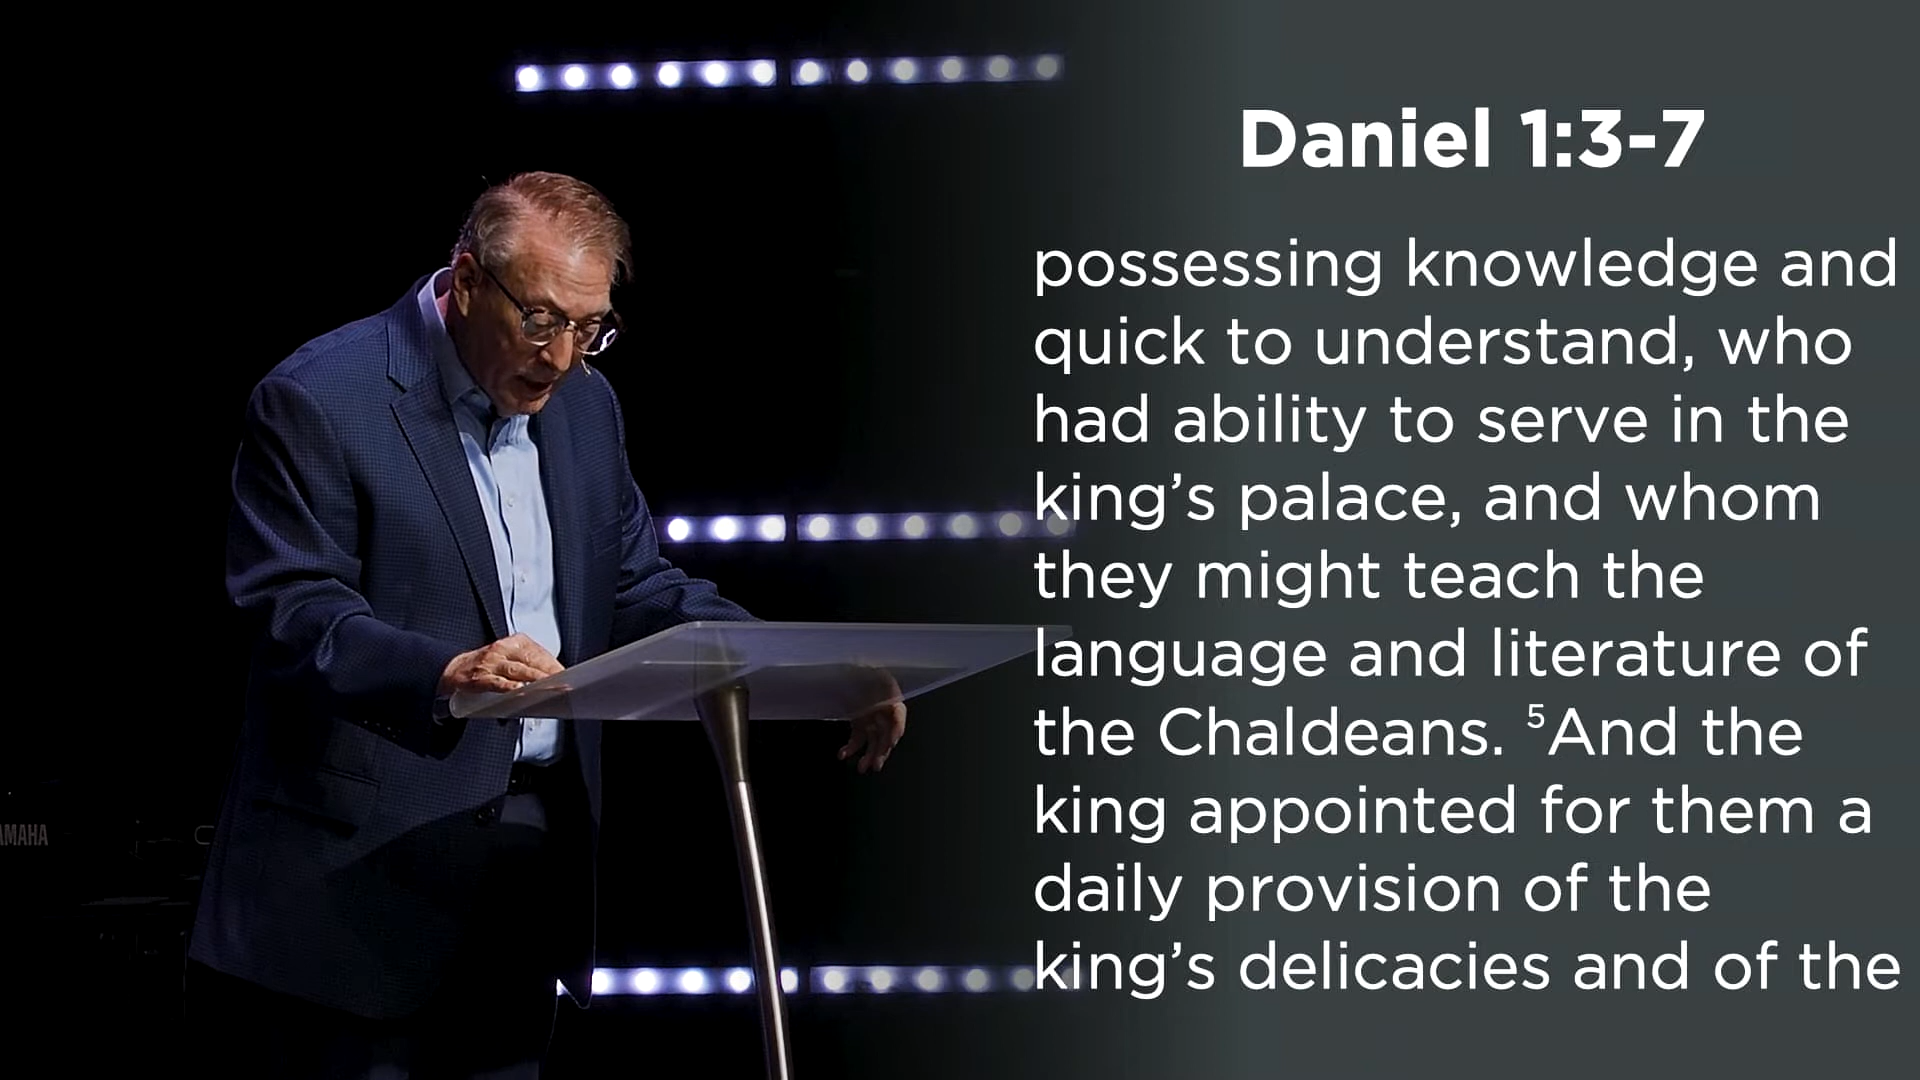 Daniel 1:3-7
possessing knowledge and
quick to understand, who
had ability to serve in the
king’s palace, and whom
they might teach the
language and literature of
the Chaldeans. ⁵And the
king appointed for them a
daily provision of the
king’s delicacies and of the
AMAHA